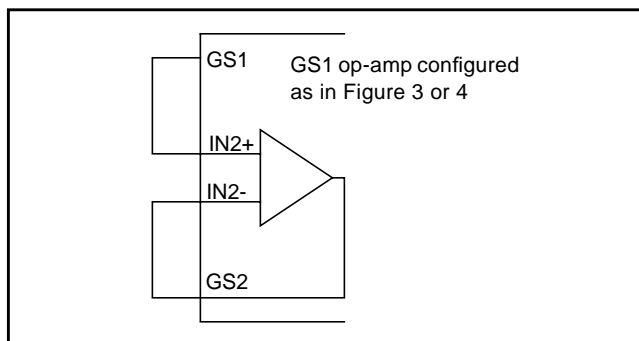 GS1
GS1 op-amp configured
as in Figure 3 or 4
IN2+
IN2-
GS2